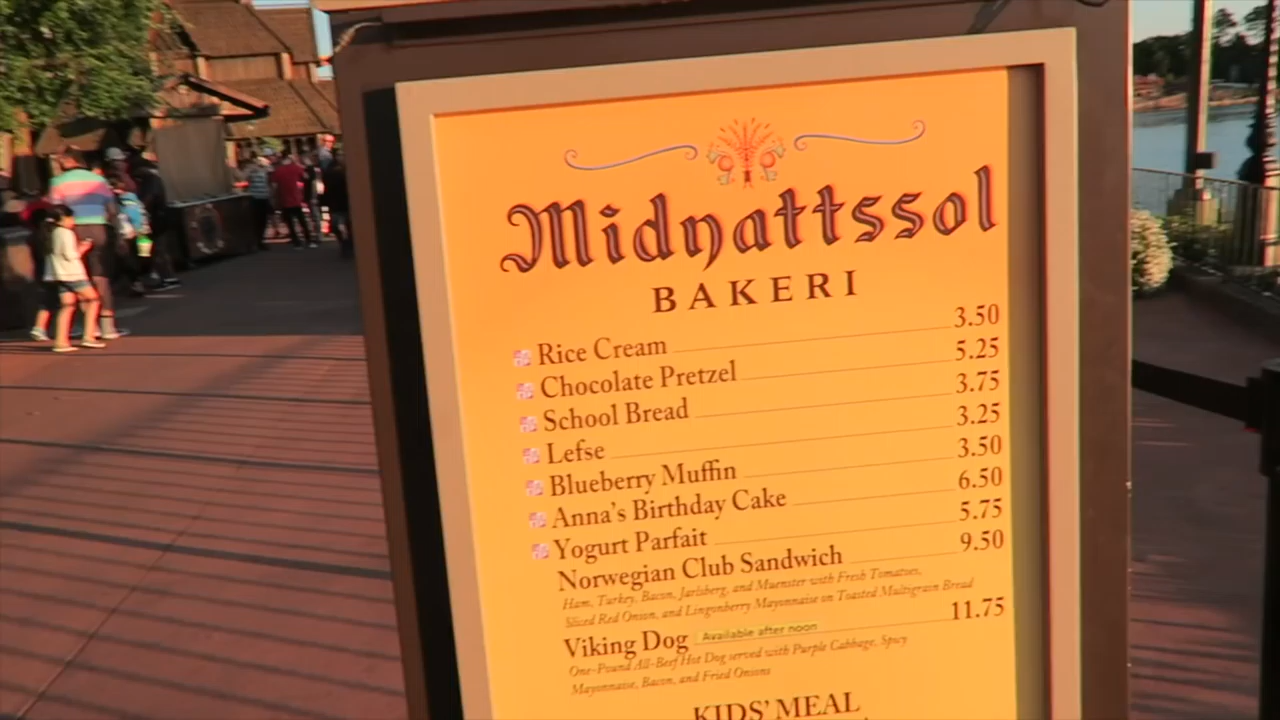 Midnattssol
BAKERI
Rice Cream 3.50
Chocolate Pretzel 5.25
School Bread 3.75
Lefse 3.25
Blueberry Muffin 3.50
Anna's Birthday Cake 6.50
Yogurt Parfait 5.75
Norwegian Club Sandwich 9.50
Ham, Turkey, Bacon, Jarlsberg, and Muenster with Fresh Tomatoes,
Sliced Red Onion, and Lingonberry Mayonnaise on Toasted Multigrain Bread
Viking Dog Available after noon 11.75
One-Pound All-Beef Hot Dog served with Purple Cabbage, Spicy
Mayonnaise, Bacon, and Fried Onions
KIDS' MEAL